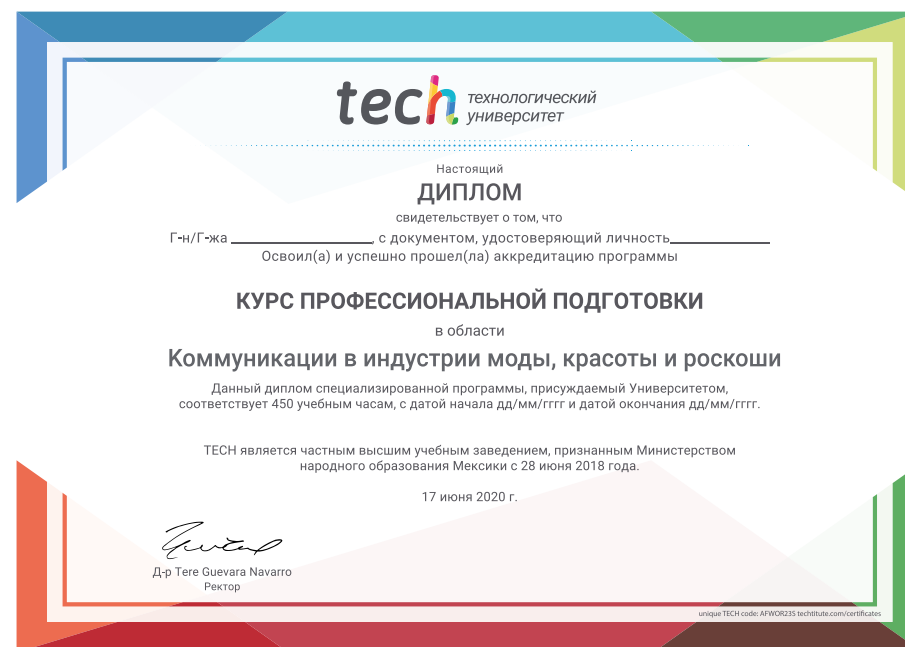 tech технологический
университет
Настоящий
ДИПЛОМ
свидетельствует о том, что
Г-н/Г-жа ____________________, с документом, удостоверяющий личность______________
Освоил(а) и успешно прошел(ла) аккредитацию программы
КУРС ПРОФЕССИОНАЛЬНОЙ ПОДГОТОВКИ
в области
Коммуникации в индустрии моды, красоты и роскоши
Данный диплом специализированной программы, присуждаемый Университетом,
соответствует 450 учебным часам, с датой начала дд/мм/гггг и датой окончания дд/мм/гггг.
TECH является частным высшим учебным заведением, признанным Министерством
народного образования Мексики с 28 июня 2018 года.
17 июня 2020 г.
Д-р Tere Guevara Navarro
Ректор
unique TECH code: AFWOR23S techtitute.com/certificates